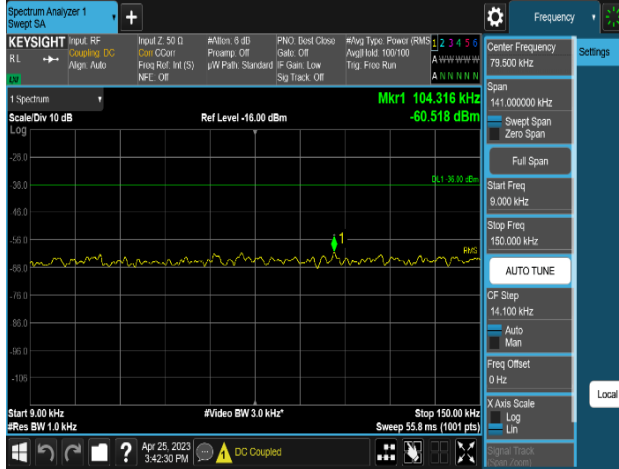 Spectrum Analyzer 1
Swept SA
+
Frequency
KEYSIGHT
RL
Input: RF
Coupling: DC
Align: Auto
Input Z: 50 Ω
Corr CCorr
Freq Ref: Int (S)
NFE: Off
#Atten: 6 dB
Preamp: Off
µW Path: Standard
PNO: Best Close
Gate: Off
IF Gain: Low
Sig Track: Off
#Avg Type: Power (RMS
Avg|Hold: 100/100
Trig: Free Run
1 2 3 4 5 6
A W W W W W
A N N N N N
1 Spectrum
Scale/Div 10 dB
Log
Ref Level -16.00 dBm
Mkr1 104.316 kHz
-60.518 dBm
-26.0
-36.0
DL1 -36.00 dBm
-46.0
-56.0
1
RMS
-66.0
-76.0
-86.0
-96.0
-106
Start 9.00 kHz
#Res BW 1.0 kHz
#Video BW 3.0 kHz*
Stop 150.00 kHz
Sweep 55.8 ms (1001 pts)
Apr 25, 2023
3:42:30 PM
DC Coupled
Center Frequency
79.500 kHz
Settings
Span
141.000000 kHz
Swept Span
Zero Span
Full Span
Start Freq
9.000 kHz
Stop Freq
150.000 kHz
AUTO TUNE
CF Step
14.100 kHz
Auto
Man
Freq Offset
0 Hz
X Axis Scale
Log
Lin
Local
Signal Track
(Span Zoom)